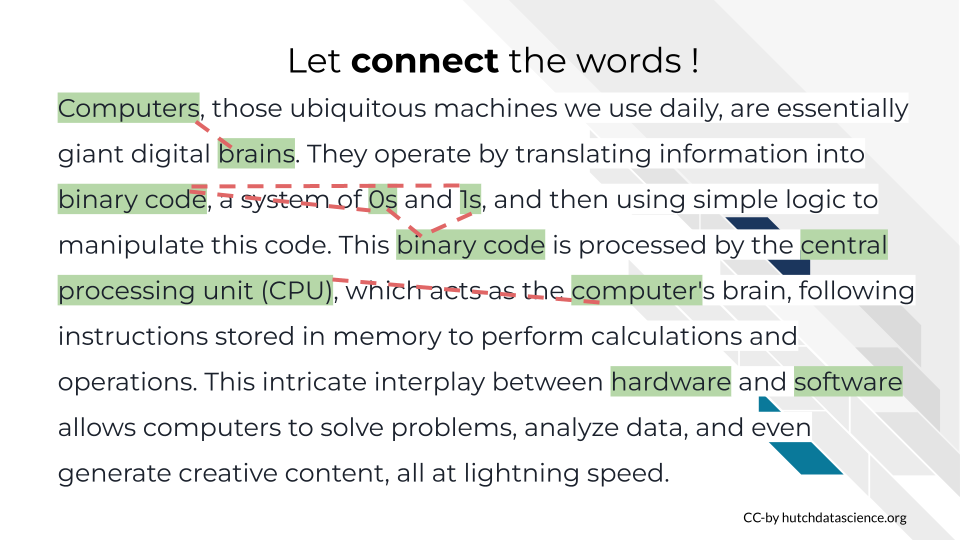 Let connect the words !
Computers, those ubiquitous machines we use daily, are essentially
giant digital brains. They operate by translating information into
binary code, a system of 0s and 1s, and then using simple logic to
manipulate this code. This binary code is processed by the central
processing unit (CPU), which acts as the computer's brain, following
instructions stored in memory to perform calculations and
operations. This intricate interplay between hardware and software
allows computers to solve problems, analyze data, and even
generate creative content, all at lightning speed.
CC-by hutchdatascience.org